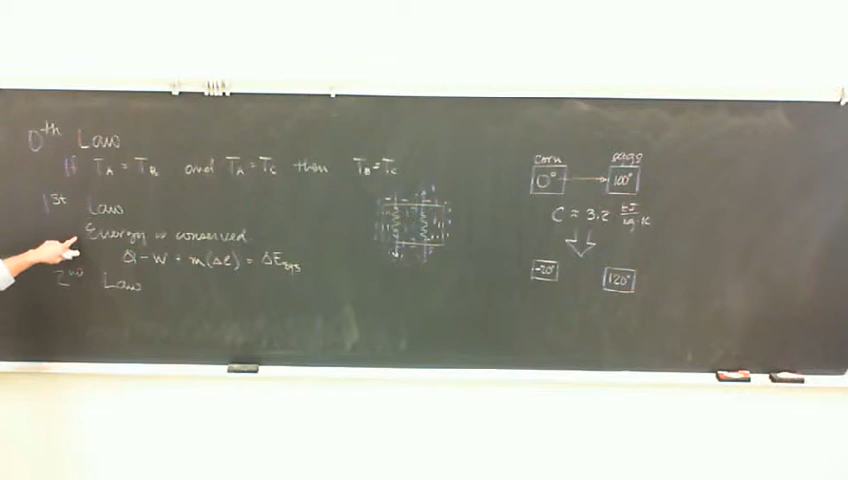 0th Law
If TA = TB and TA = TC then TB = TC
1st Law
Energy is conserved
Q - W + m(Δe) = ΔEsys
2nd Law
corn
0°
100°
C = 3.2 kJ/kg·K
-20°
120°